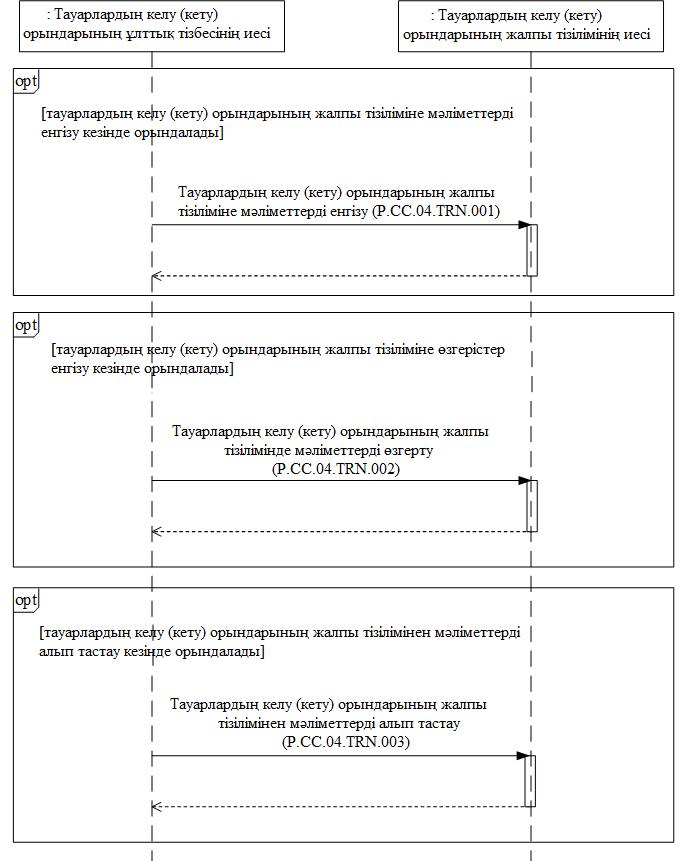 : Тауарлардың келу (кету)
орындарының ұлттық тізбесінің иесі
: Тауарлардың келу (кету)
орындарының жалпы тізілімінің иесі
opt
[тауарлардың келу (кету) орындарының жалпы тізіліміне мәліметтерді
енгізу кезінде орындалады]
Тауарлардың келу (кету) орындарының жалпы
тізіліміне мәліметтерді енгізу (P.CC.04.TRN.001)
opt
[тауарлардың келу (кету) орындарының жалпы тізіліміне өзгерістер
енгізу кезінде орындалады]
Тауарлардың келу (кету) орындарының жалпы
тізілімінде мәліметтерді өзгерту
(P.CC.04.TRN.002)
opt
[тауарлардың келу (кету) орындарының жалпы тізілімінен мәліметтерді
алып тастау кезінде орындалады]
Тауарлардың келу (кету) орындарының жалпы
тізілімінен мәліметтерді алып тастау
(P.CC.04.TRN.003)